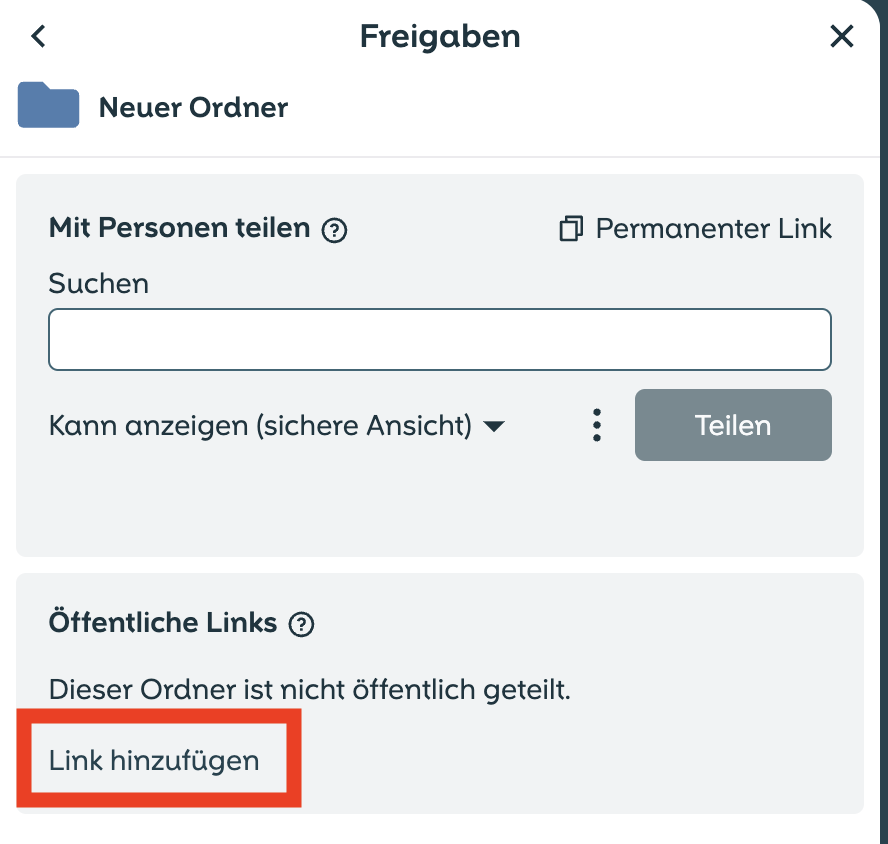 Freigaben
Neuer Ordner
Mit Personen teilen
Permanenter Link
Suchen
Kann anzeigen (sichere Ansicht)
Teilen
Öffentliche Links
Dieser Ordner ist nicht öffentlich geteilt.
Link hinzufügen